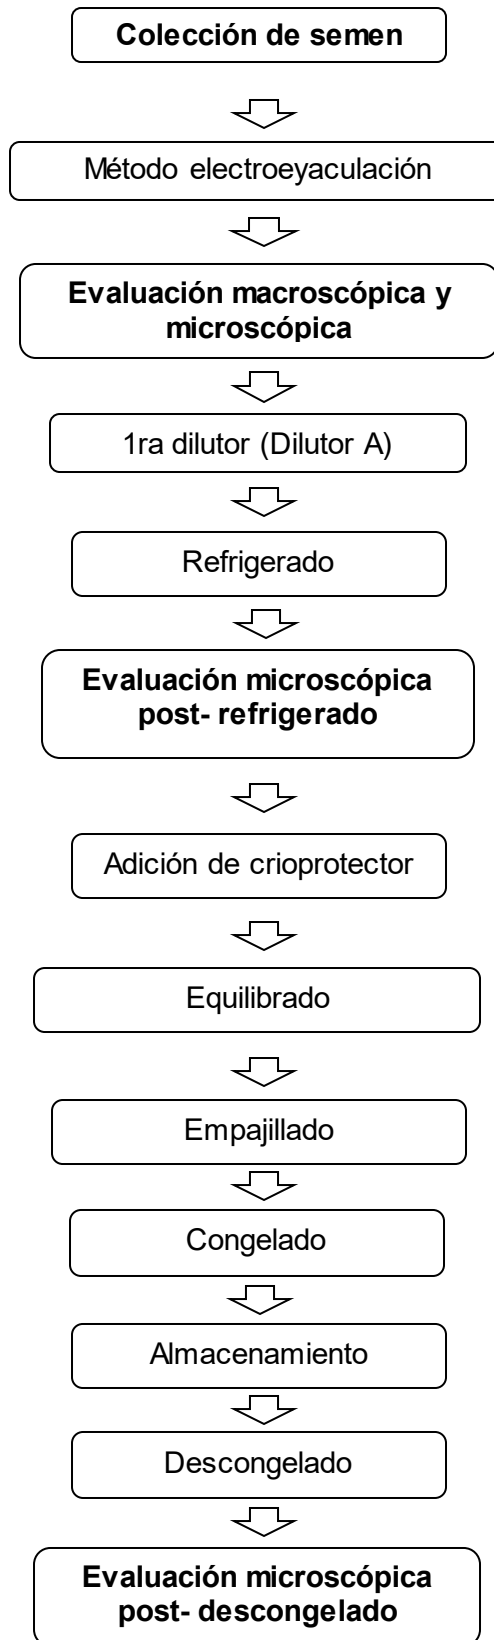 Colección de semen
Método electroeyaculación
Evaluación macroscópica y
microscópica
1ra dilutor (Dilutor A)
Refrigerado
Evaluación microscópica
post- refrigerado
Adición de crioprotector
Equilibrado
Empajillado
Congelado
Almacenamiento
Descongelado
Evaluación microscópica
post- descongelado